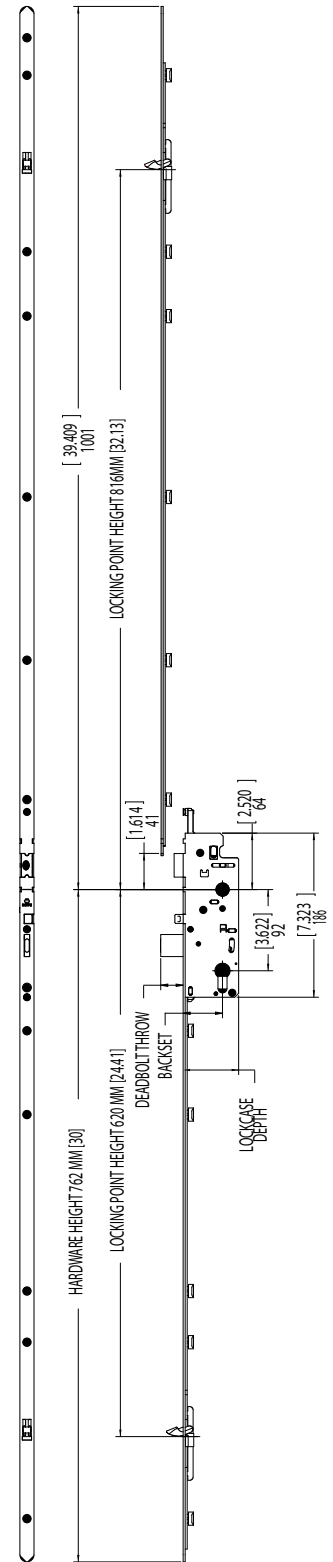 [ 39.409 ]
1001
LOCKING POINT HEIGHT 816MM [32.13]
[1.614]
41
[2.520 ]
64
[3.622]
92
[7.323 ]
186
DEADBOLT THROW
BACKSET
LOCKCASE
DEPTH
HARDWARE HEIGHT 762 MM [30]
LOCKING POINT HEIGHT 620 MM [24.41]